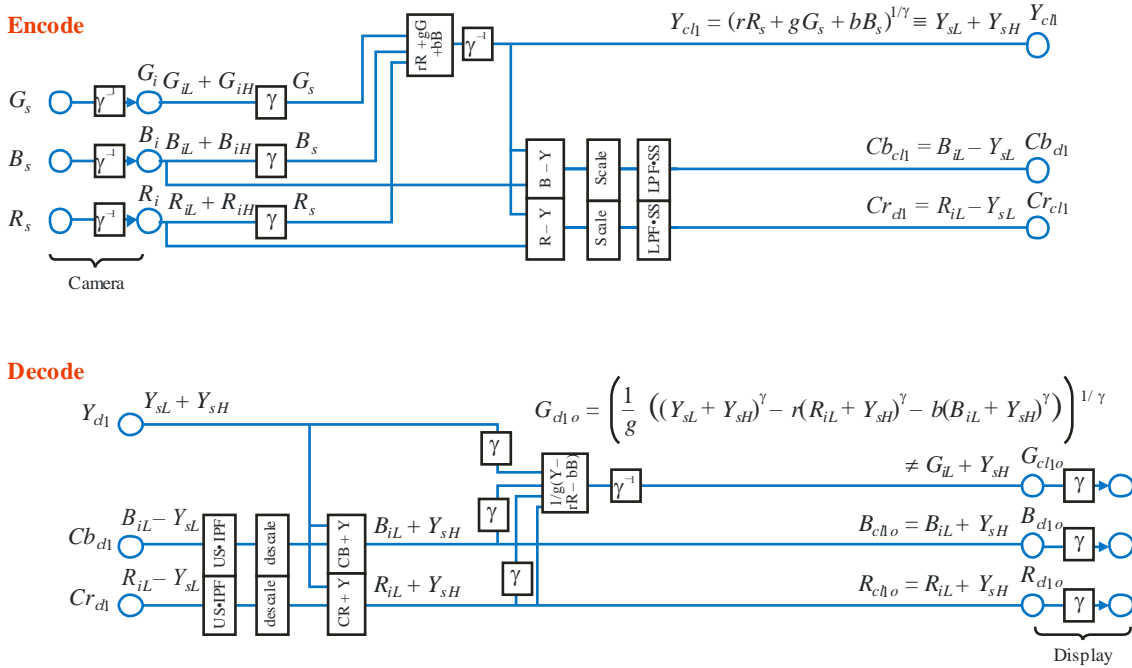 Encode
Y_cl1 = (rR_s + gG_s + bB_s)^1/γ ≡ Y_sL + Y_sH
Y_cl1
rR + gG + bB
γ^–1
G_s
γ^–1
G_i
G_iL + G_iH
γ
G_s
B_s
γ^–1
B_i
B_iL + B_iH
γ
B_s
B – Y
Scale
LPF•SS
Cb_cl1 = B_iL – Y_sL
Cb_cl1
R_s
γ^–1
R_i
R_iL + R_iH
γ
R_s
R – Y
Scale
LPF•SS
Cr_cl1 = R_iL – Y_sL
Cr_cl1
Camera
Decode
Y_cl1
Y_sL + Y_sH
G_cl1o = (1/g ((Y_sL + Y_sH)^γ – r(R_iL + Y_sH)^γ – b(B_iL + Y_sH)^γ))^1/γ
γ
1/g(Y – rR – bB)
γ^–1
≠ G_iL + Y_sH
G_cl1o
γ
Cb_cl1
B_iL – Y_sL
US•IPF
descale
CB + Y
B_iL + Y_sH
γ
B_cl1o = B_iL + Y_sH
B_cl1o
γ
Cr_cl1
R_iL – Y_sL
US•IPF
descale
CR + Y
R_iL + Y_sH
γ
R_cl1o = R_iL + Y_sH
R_cl1o
γ
Display